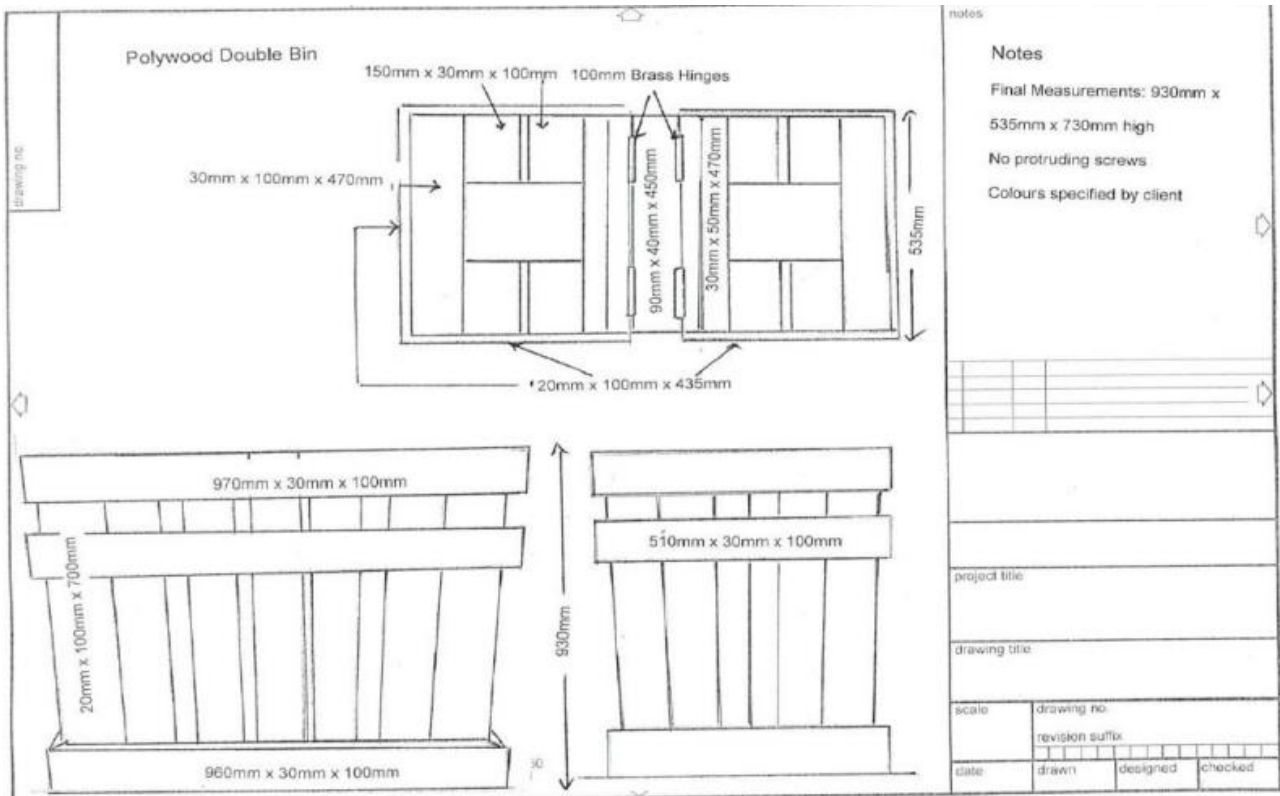 Polywood Double Bin
150mm x 30mm x 100mm
100mm Brass Hinges
30mm x 100mm x 470mm
90mm x 40mm x 450mm
30mm x 50mm x 470mm
535mm
20mm x 100mm x 435mm
970mm x 30mm x 100mm
20mm x 100mm x 700mm
960mm x 30mm x 100mm
930mm
510mm x 30mm x 100mm
drawing no.
notes
Notes
Final Measurements: 930mm x
535mm x 730mm high
No protruding screws
Colours specified by client
project title
drawing title
scale
drawing no.
revision suffix
date
drawn
designed
checked